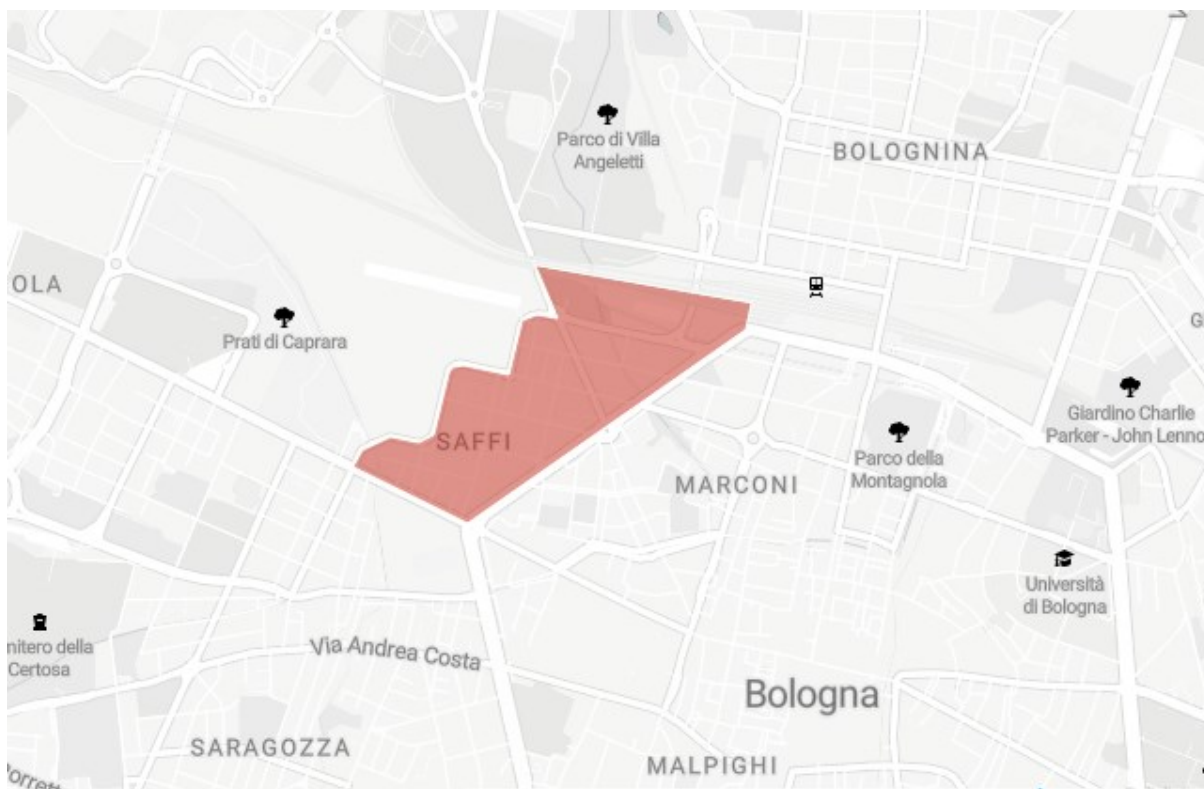 Parco di Villa
Angeletti
BOLOGNINA
OLA
Prati di Caprara
Giardino Charlie
Parker - John Lenno
SAFFI
Parco della
Montagnola
MARCONI
Università
di Bologna
nitero della
Certosa
Via Andrea Costa
Bologna
SARAGOZZA
MALPIGHI
Porrett